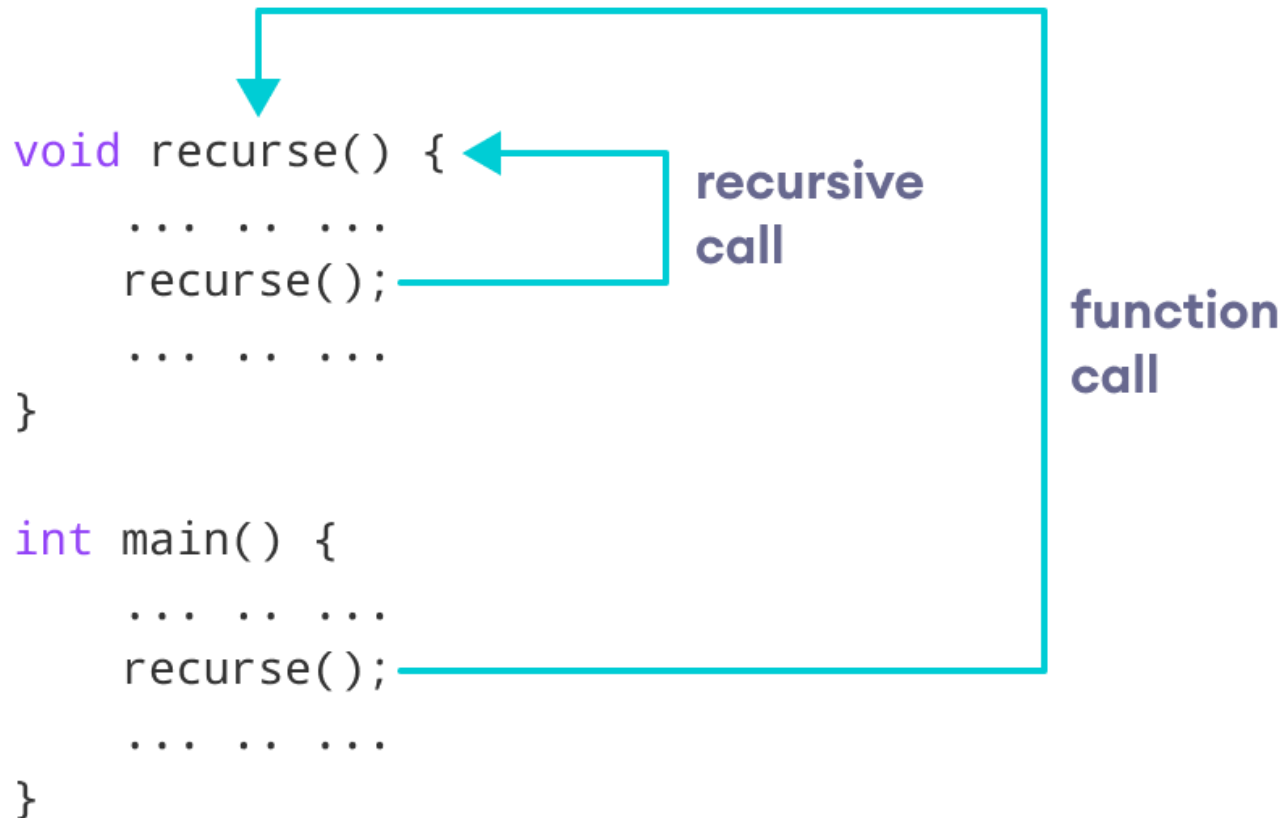 void recurse() {
    ... .. ...
    recurse();
    ... .. ...
}
recursive
call
function
call
int main() {
    ... .. ...
    recurse();
    ... .. ...
}